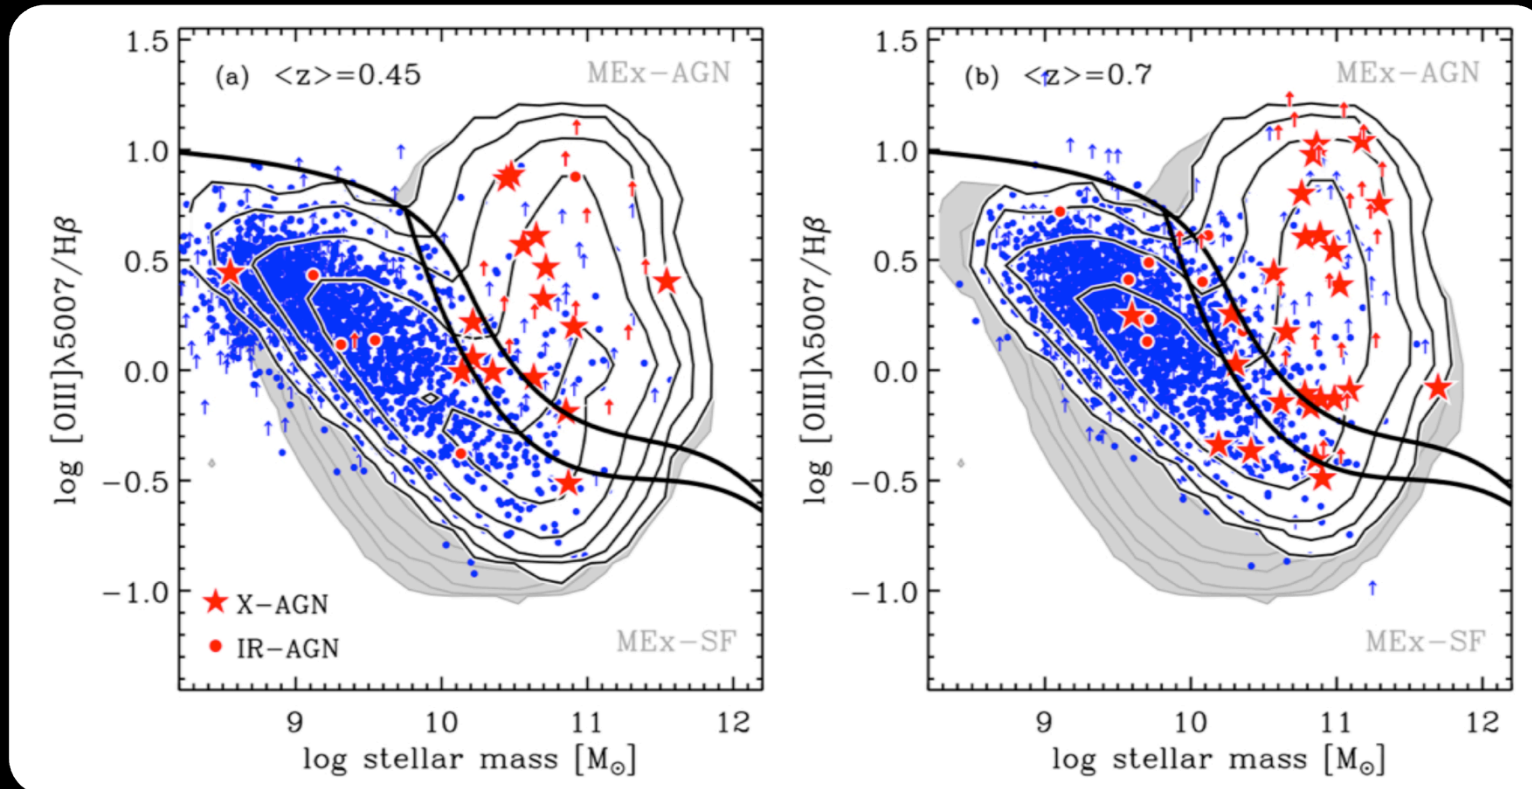 (a) <z>=0.45
MEx-AGN
1.5
1.0
0.5
0.0
−0.5
−1.0
log [OIII]λ5007/Hβ
X-AGN
IR-AGN
MEx-SF
9 10 11 12
log stellar mass [M⊙]
(b) <z>=0.7
MEx-AGN
1.5
1.0
0.5
0.0
−0.5
−1.0
log [OIII]λ5007/Hβ
MEx-SF
9 10 11 12
log stellar mass [M⊙]